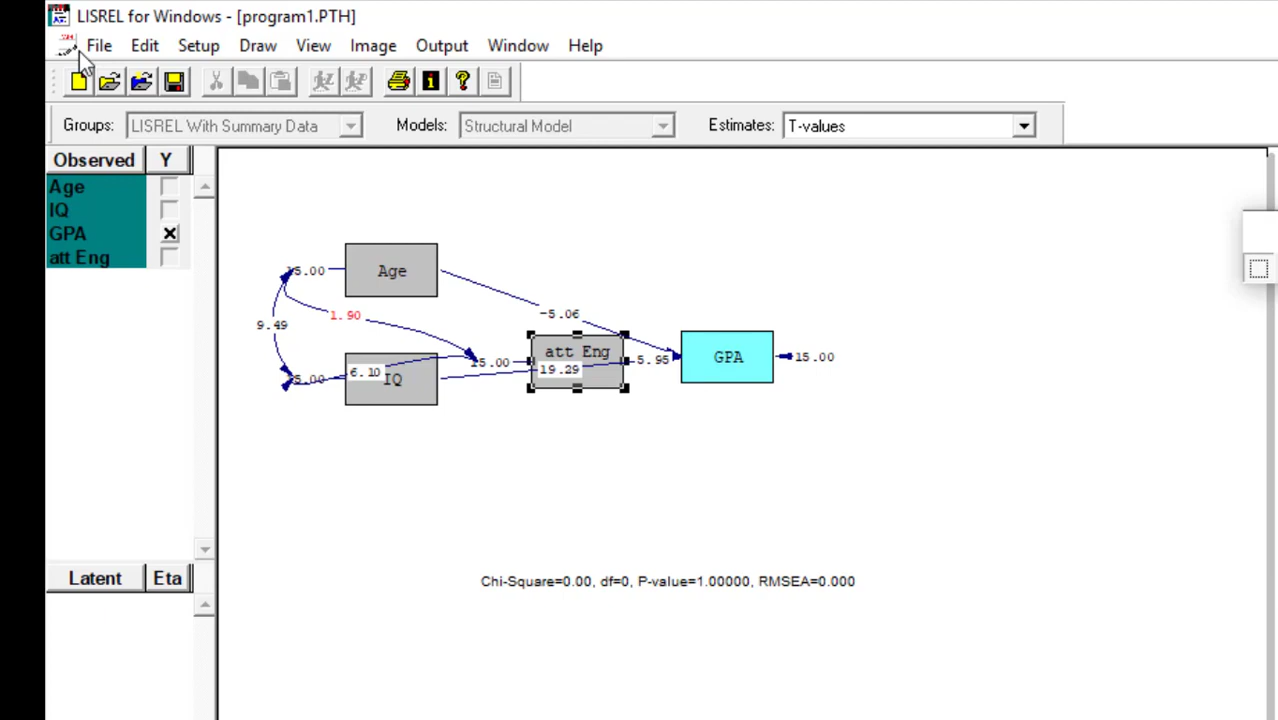 LISREL for Windows - [program1.PTH]
File Edit Setup Draw View Image Output Window Help
Groups: LISREL With Summary Data Models: Structural Model Estimates: T-values
Observed Y
Age
IQ
GPA
att Eng
Latent Eta
15.00 Age
1.90
-5.06
9.49
att Eng
15.00 IQ
6.10
15.00
19.29
5.95
GPA
15.00
Chi-Square=0.00, df=0, P-value=1.00000, RMSEA=0.000